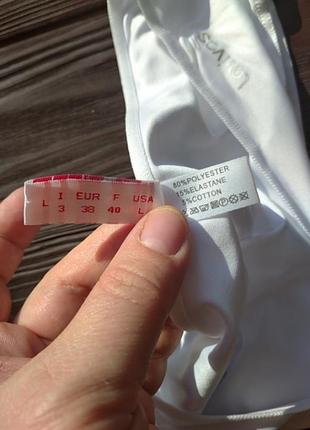 L I EUR F USA
3 38 40 L
80%POLYESTER
15%ELASTANE
5%COTTON